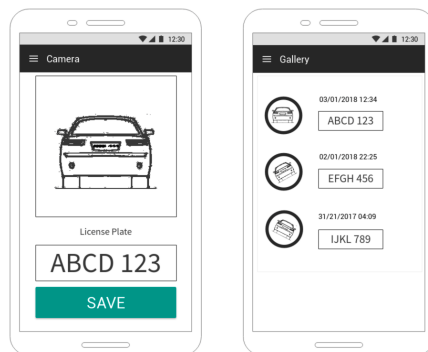 12:30
Camera
License Plate
ABCD 123
SAVE
12:30
Gallery
03/01/2018 12:34
ABCD 123
02/01/2018 22:25
EFGH 456
31/21/2017 04:09
IJKL 789